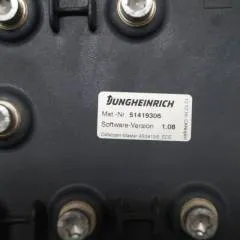 JUNGHEINRICH
Mat.-Nr. 51419306
Software-Version 1.08